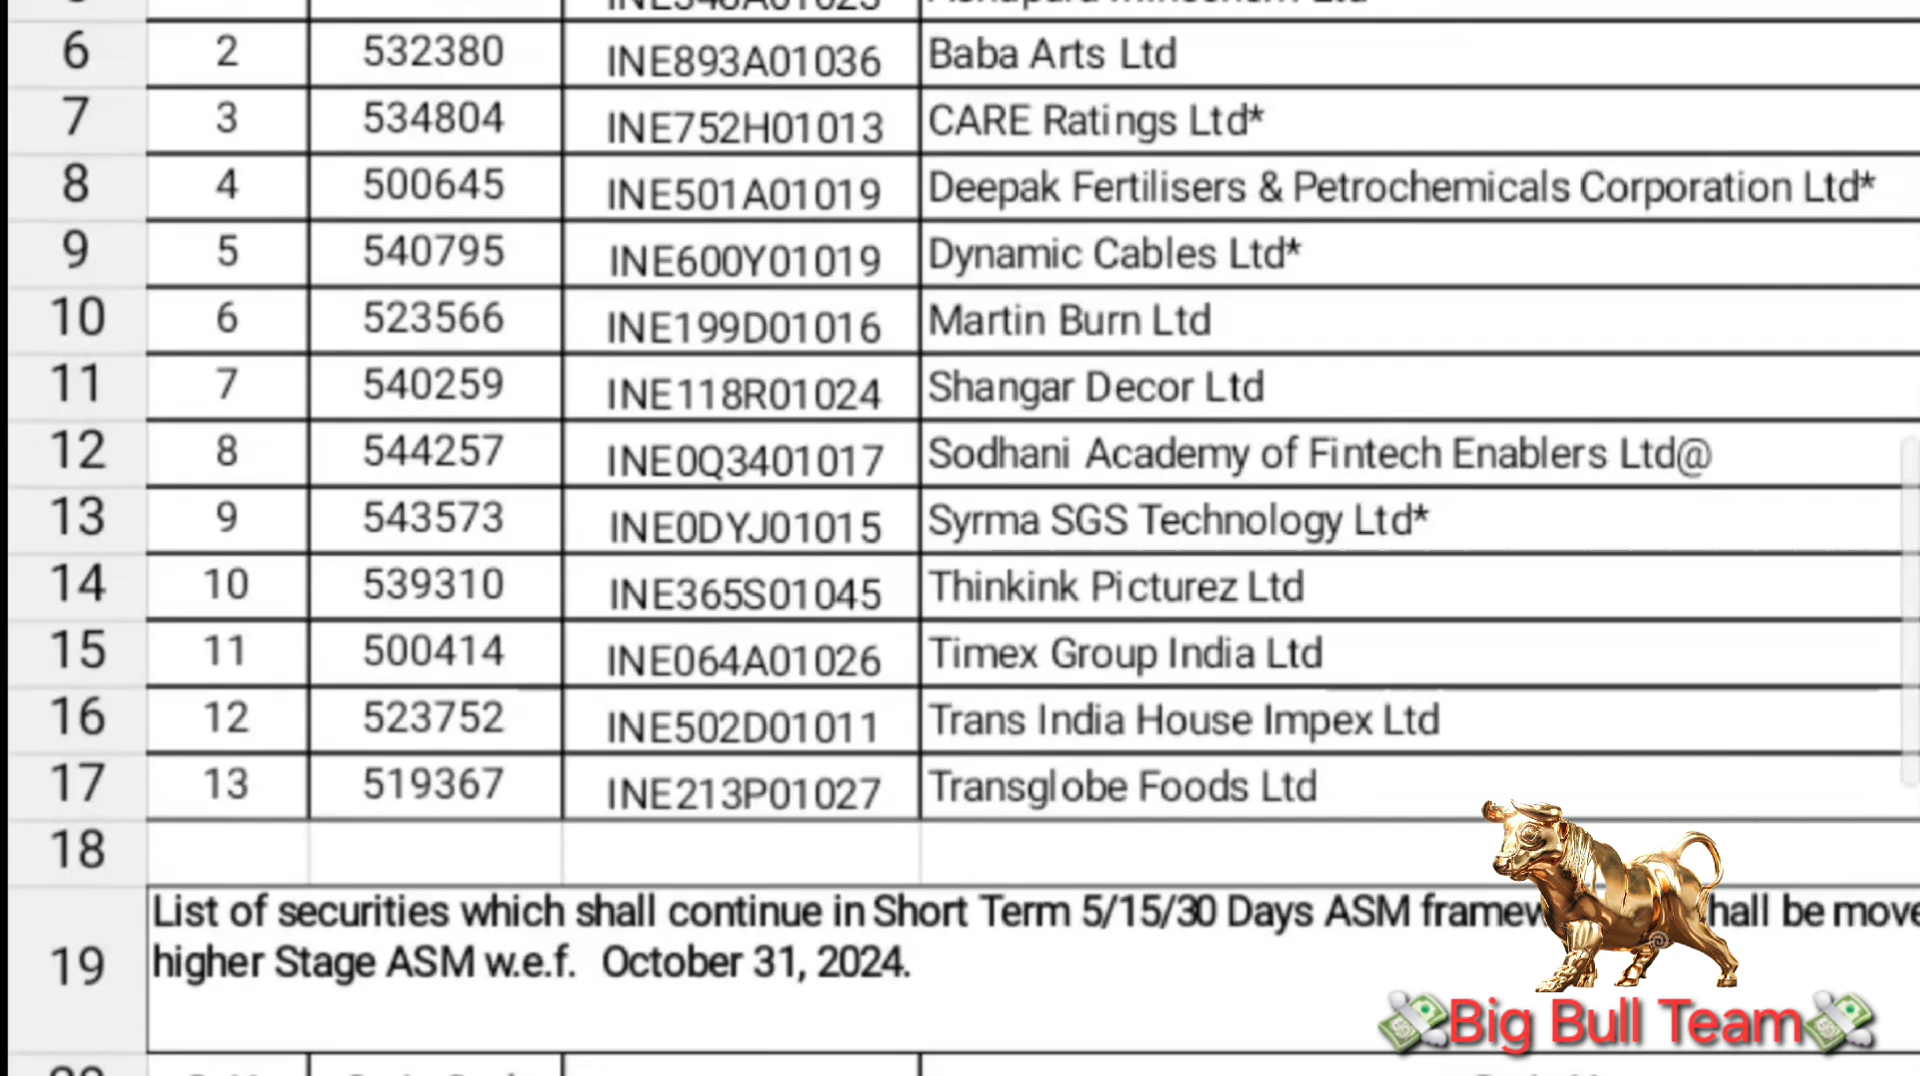 6 2 532380 INE893A01036 Baba Arts Ltd
7 3 534804 INE752H01013 CARE Ratings Ltd*
8 4 500645 INE501A01019 Deepak Fertilisers & Petrochemicals Corporation Ltd*
9 5 540795 INE600Y01019 Dynamic Cables Ltd*
10 6 523566 INE199D01016 Martin Burn Ltd
11 7 540259 INE118R01024 Shangar Decor Ltd
12 8 544257 INE0Q3401017 Sodhani Academy of Fintech Enablers Ltd@
13 9 543573 INE0DYJ01015 Syrma SGS Technology Ltd*
14 10 539310 INE365S01045 Thinkink Picturez Ltd
15 11 500414 INE064A01026 Timex Group India Ltd
16 12 523752 INE502D01011 Trans India House Impex Ltd
17 13 519367 INE213P01027 Transglobe Foods Ltd
18
19 List of securities which shall continue in Short Term 5/15/30 Days ASM be
higher Stage ASM w.e.f. October 31, 2024.
Big Bull Team